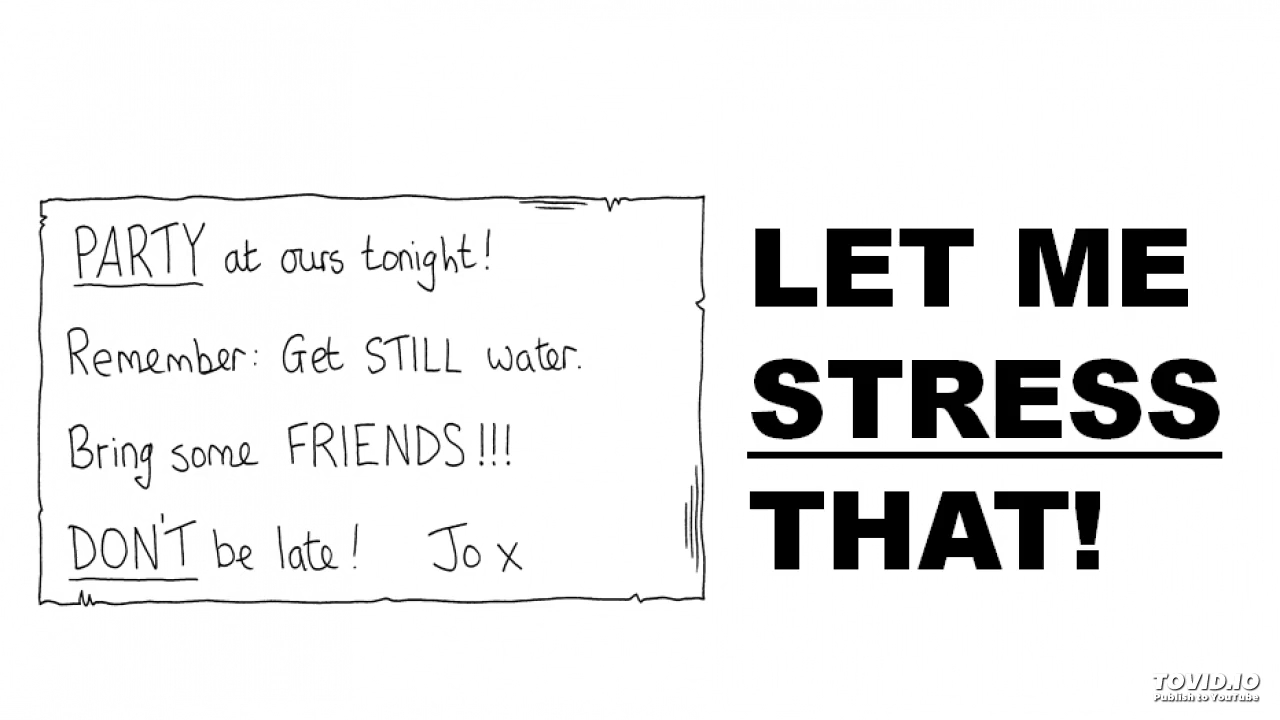 PARTY at ours tonight!
Remember: Get STILL water.
Bring some FRIENDS!!!
DON'T be late! Jo x
LET ME
STRESS
THAT!
TOVID.IO
Publish to YouTube